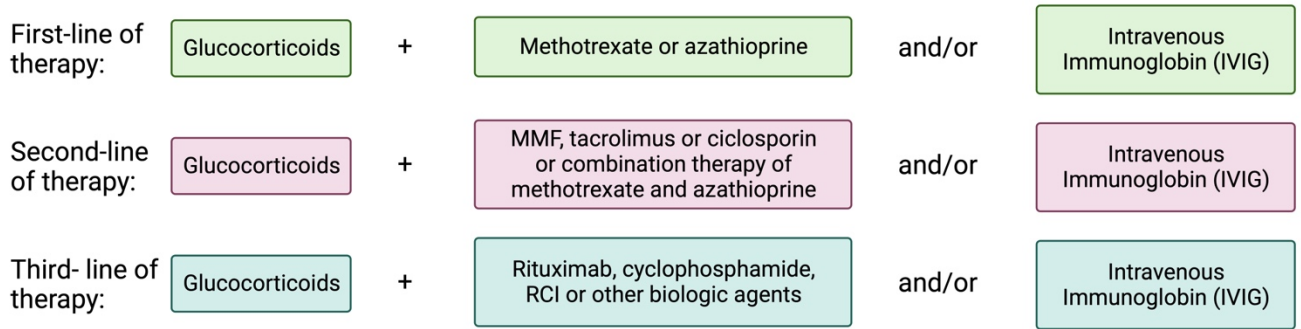 First-line of
therapy:
Glucocorticoids
+
Methotrexate or azathioprine
and/or
Intravenous
Immunoglobin (IVIG)
Second-line
of therapy:
Glucocorticoids
+
MMF, tacrolimus or ciclosporin
or combination therapy of
methotrexate and azathioprine
and/or
Intravenous
Immunoglobin (IVIG)
Third- line of
therapy:
Glucocorticoids
+
Rituximab, cyclophosphamide,
RCI or other biologic agents
and/or
Intravenous
Immunoglobin (IVIG)